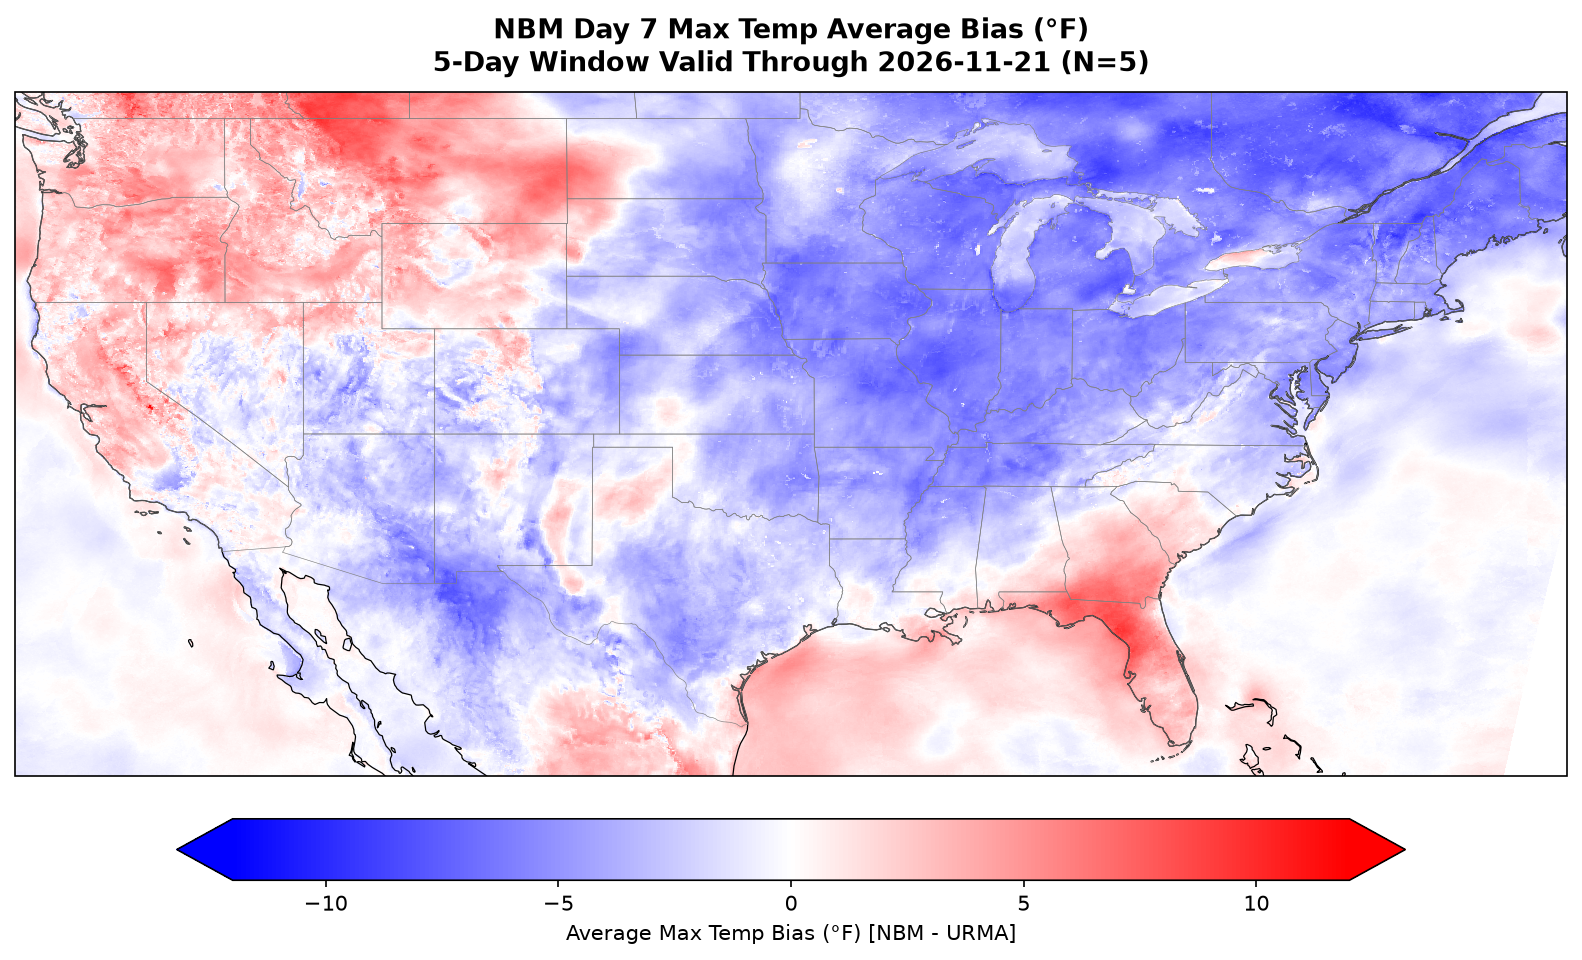 NBM Day 7 Max Temp Average Bias (°F)
5-Day Window Valid Through 2026-11-21 (N=5)
−10 −5 0 5 10
Average Max Temp Bias (°F) [NBM - URMA]